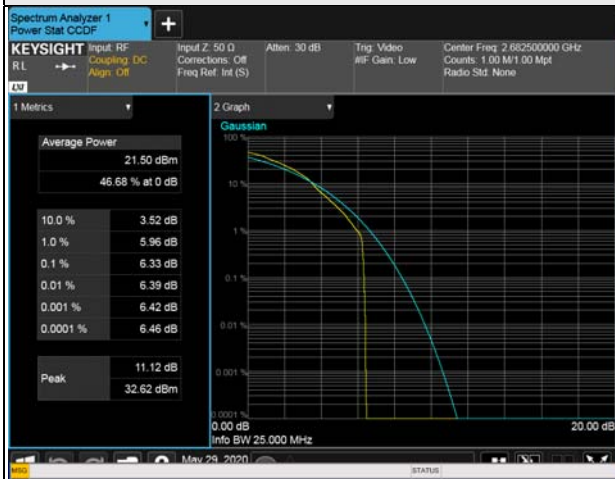 Spectrum Analyzer 1
Power Stat CCDF
KEYSIGHT
RL
LXI
Input: RF
Coupling: DC
Align: Off
Input Z: 50 Ω
Corrections: Off
Freq Ref: Int (S)
Atten: 30 dB
Trig: Video
#IF Gain: Low
Center Freq: 2.682500000 GHz
Counts: 1.00 M/1.00 Mpt
Radio Std: None
1 Metrics
Average Power
21.50 dBm
46.68 % at 0 dB
10.0 % 3.52 dB
1.0 % 5.96 dB
0.1 % 6.33 dB
0.01 % 6.39 dB
0.001 % 6.42 dB
0.0001 % 6.46 dB
Peak
11.12 dB
32.62 dBm
2 Graph
Gaussian
100 %
10 %
1 %
0.1 %
0.01 %
0.001 %
0.0001 %
0.00 dB
20.00 dB
Info BW 25.000 MHz
May 29, 2020
MSG
STATUS